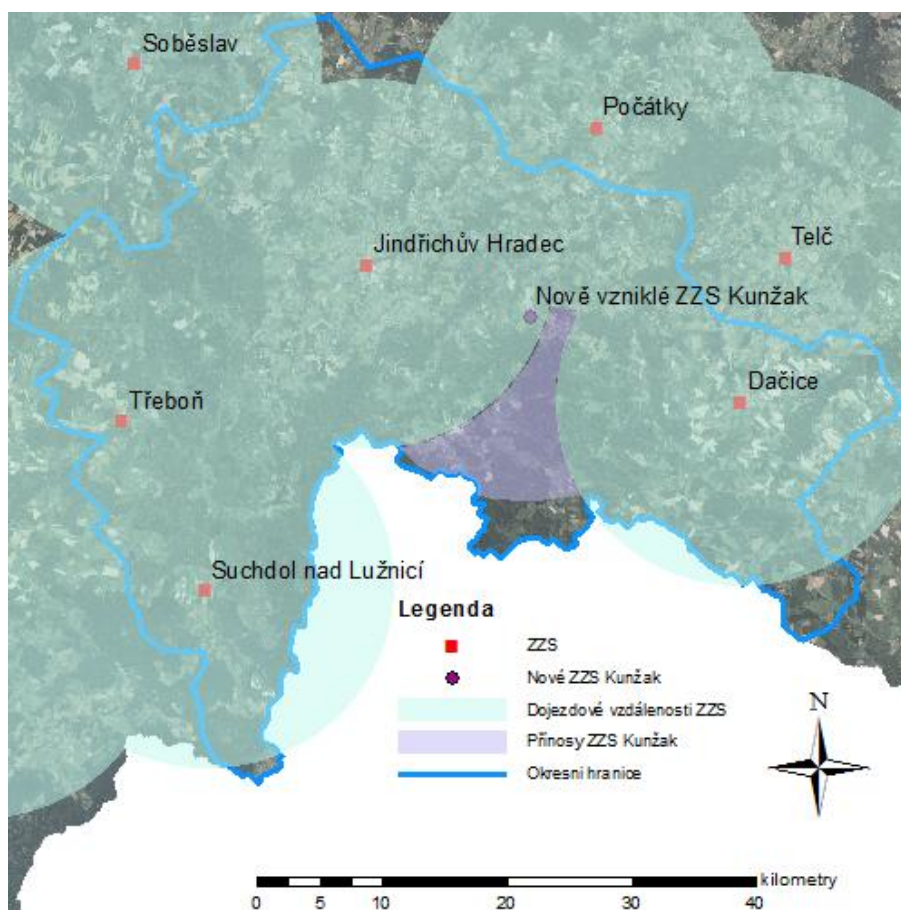 Soběslav
Počátky
Jindřichův Hradec
Telč
Nově vzniklé ZZS Kunžak
Dačice
Třeboň
Suchdol nad Lužnicí
Legenda
ZZS
Nové ZZS Kunžak
Dojezdové vzdálenosti ZZS
Přínosy ZZS Kunžak
Okresni hranice
N
kilometry
0 5 10 20 30 40